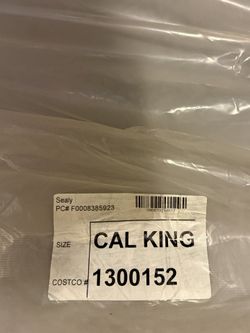 Sealy
PC# F0008385923
SIZE CAL KING
COSTCO # 1300152